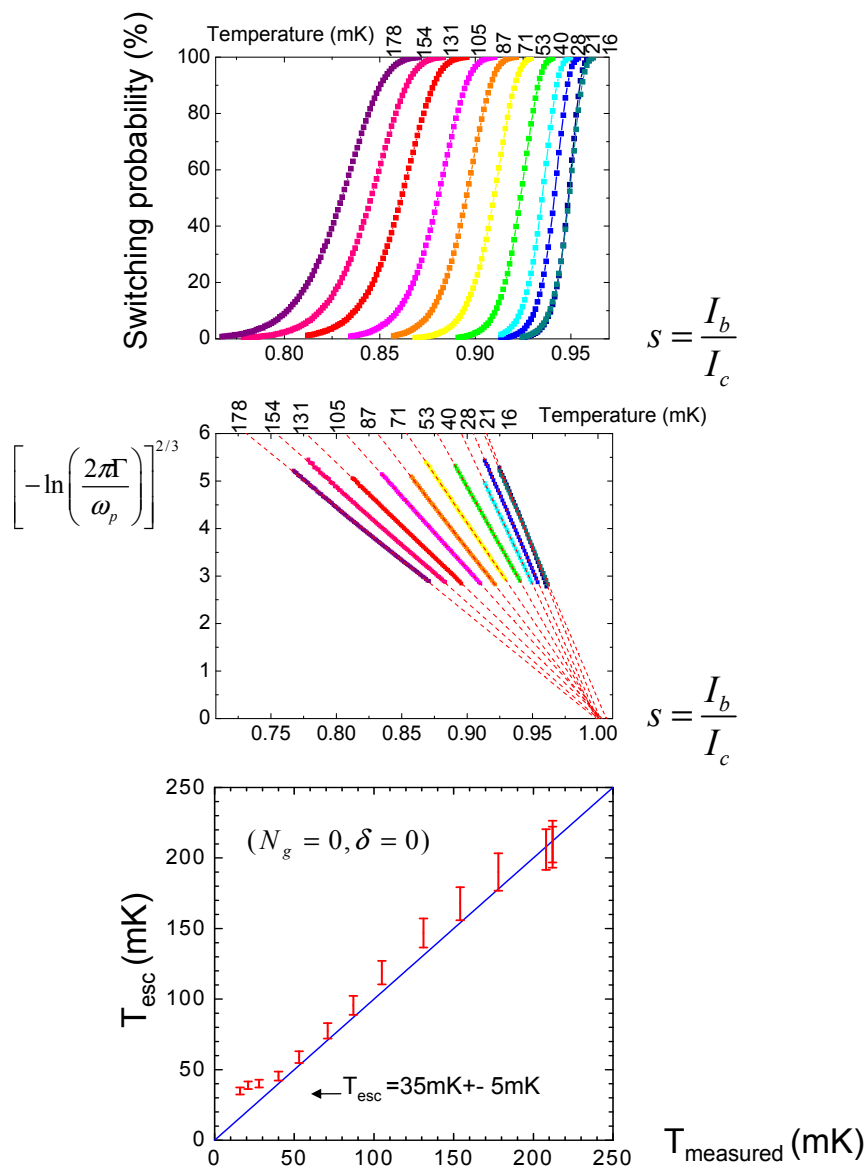 Temperature (mK)
178 154 131 105 87 71 53 40 28 21 16
Switching probability (%)
100
80
60
40
20
0
0.80 0.85 0.90 0.95
s = I_b / I_c
178 154 131 105 87 71 53 40 28 21 16 Temperature (mK)
[-ln(2πΓ / ω_p)]^{2/3}
6
5
4
3
2
1
0
0.75 0.80 0.85 0.90 0.95 1.00
s = I_b / I_c
250
200
150
100
50
0
(N_g = 0, δ = 0)
T_esc (mK)
T_esc =35mK+- 5mK
0 50 100 150 200 250
T_measured (mK)